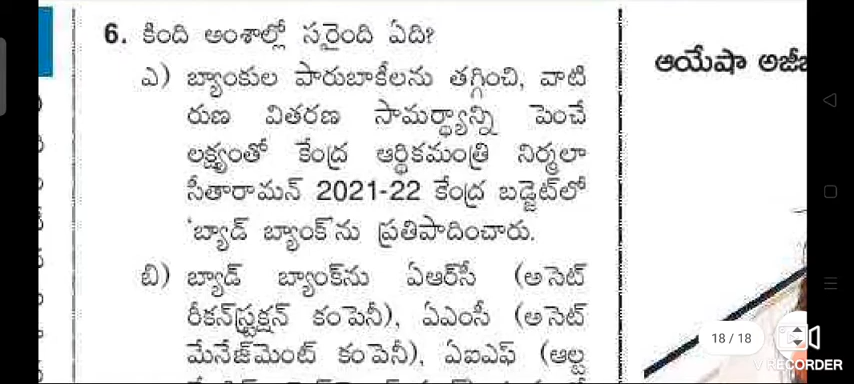 6. కింది అంశాల్లో సరైంది ఏది?
ఎ) బ్యాంకుల పారుబాకీలను తగ్గించి, వాటి
రుణ వితరణ సామర్థ్యాన్ని పెంచే
లక్ష్యంతో కేంద్ర ఆర్థికమంత్రి నిర్మలా
సీతారామన్ 2021-22 కేంద్ర బడ్జెట్‌లో
'బ్యాడ్ బ్యాంక్'ను ప్రతిపాదించారు.
బి) బ్యాడ్ బ్యాంక్‌ను ఏఆర్‌సీ (అసెట్
రీకన్‌స్ట్రక్షన్ కంపెనీ), ఏఎంసీ (అసెట్
మేనేజ్‌మెంట్ కంపెనీ), ఏఐఎఫ్ (ఆల్ట
ఆయేషా
18 / 18
V RECORDER